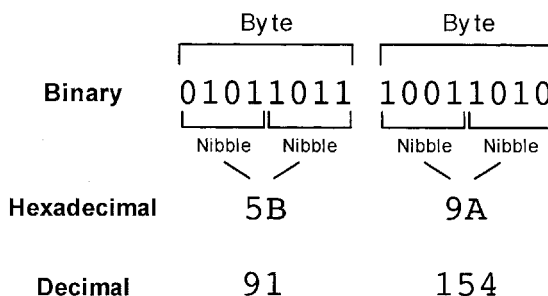 Byte Byte
Binary 01011011 10011010
Nibble Nibble Nibble Nibble
Hexadecimal 5B 9A
Decimal 91 154